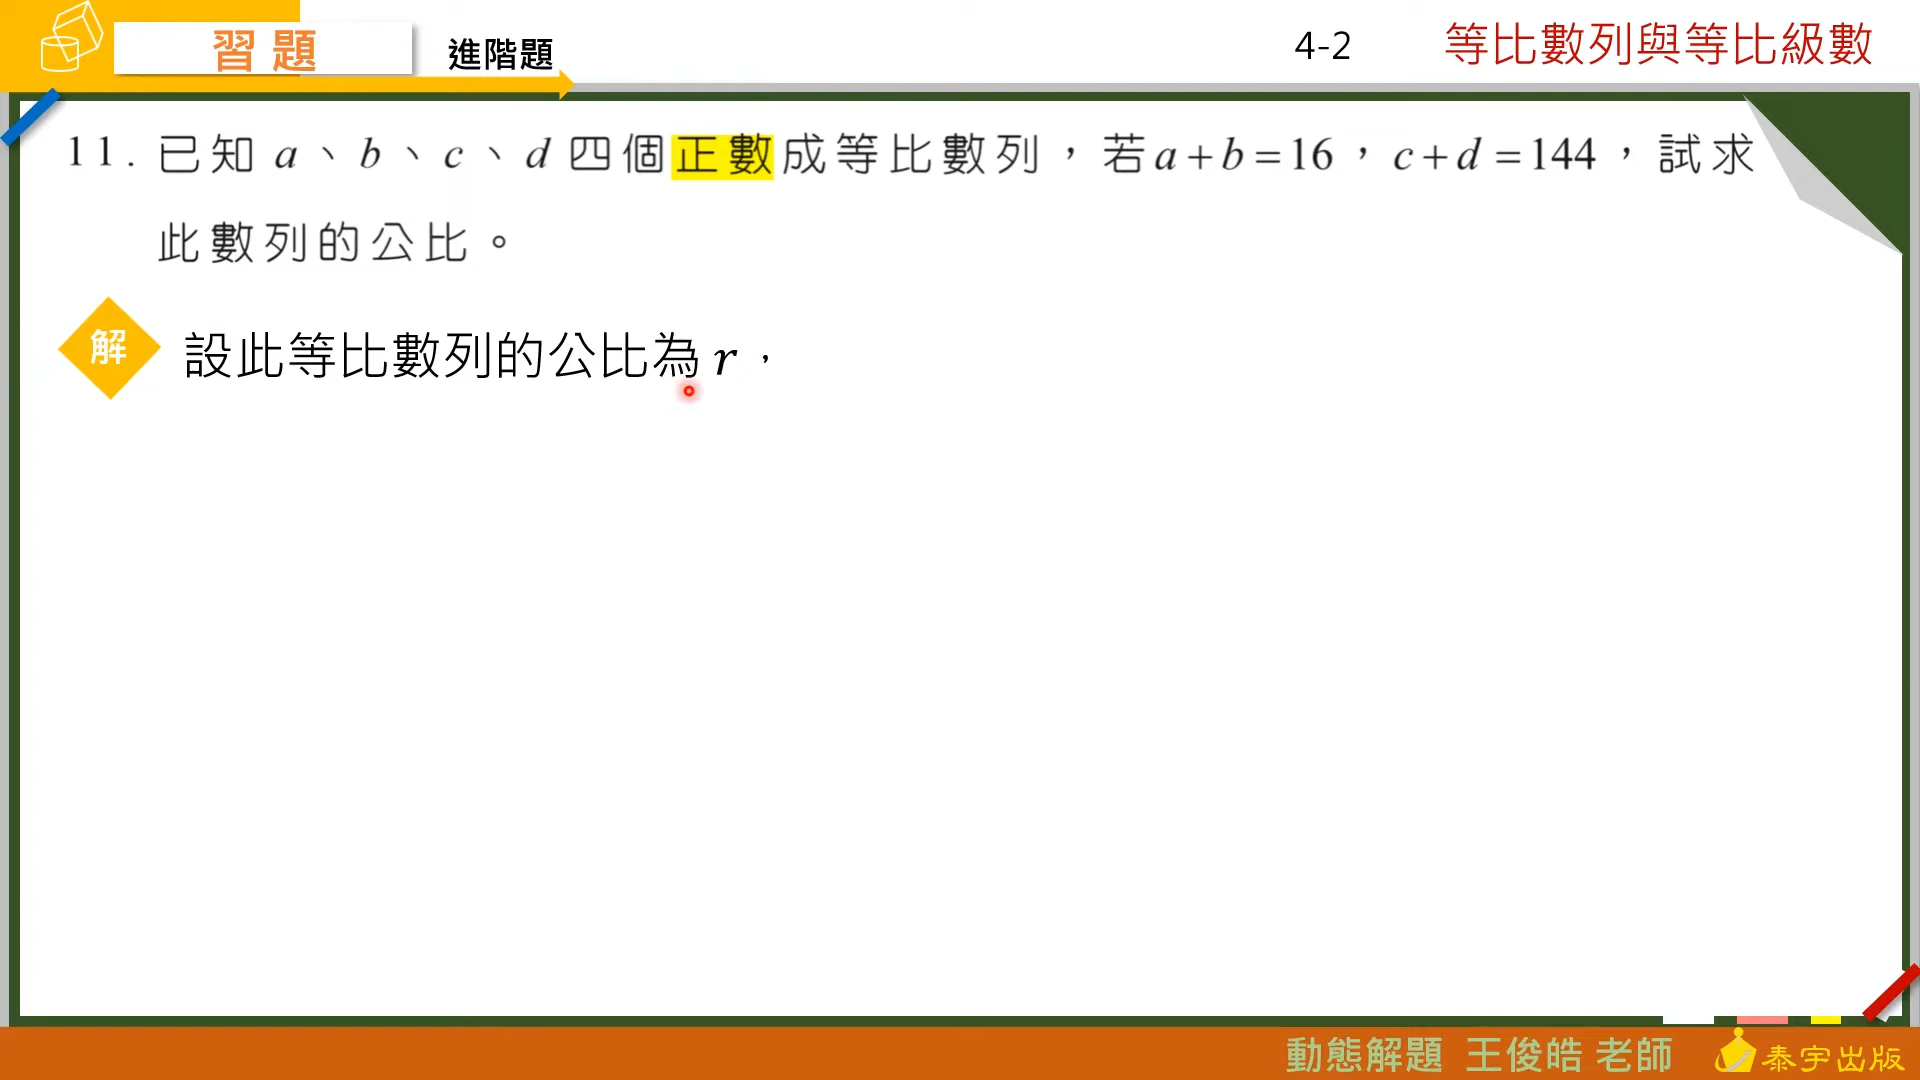 習題
進階題
4-2
等比數列與等比級數
11. 已知 a、b、c、d 四個正數成等比數列，若a+b=16，c+d=144，試求
此數列的公比。
解
設此等比數列的公比為 r，
動態解題 王俊皓 老師
泰宇出版